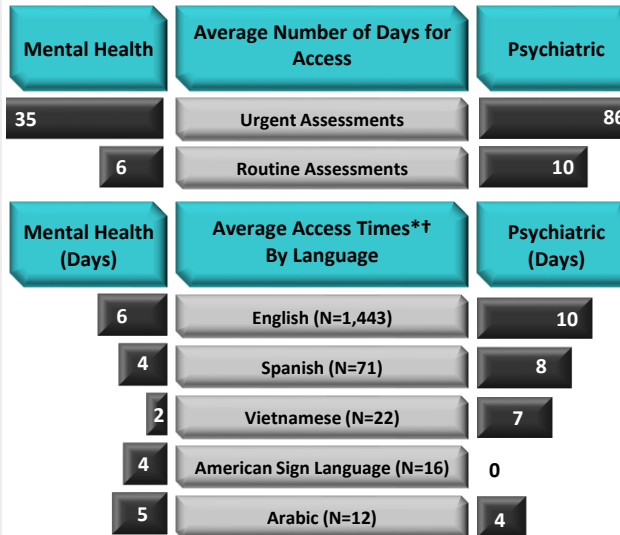 Mental Health
Average Number of Days for
Access
Psychiatric
35
Urgent Assessments
86
6
Routine Assessments
10
Mental Health
(Days)
Average Access Times*†
By Language
Psychiatric
(Days)
6
English (N=1,443)
10
4
Spanish (N=71)
8
2
Vietnamese (N=22)
7
4
American Sign Language (N=16)
0
5
Arabic (N=12)
4